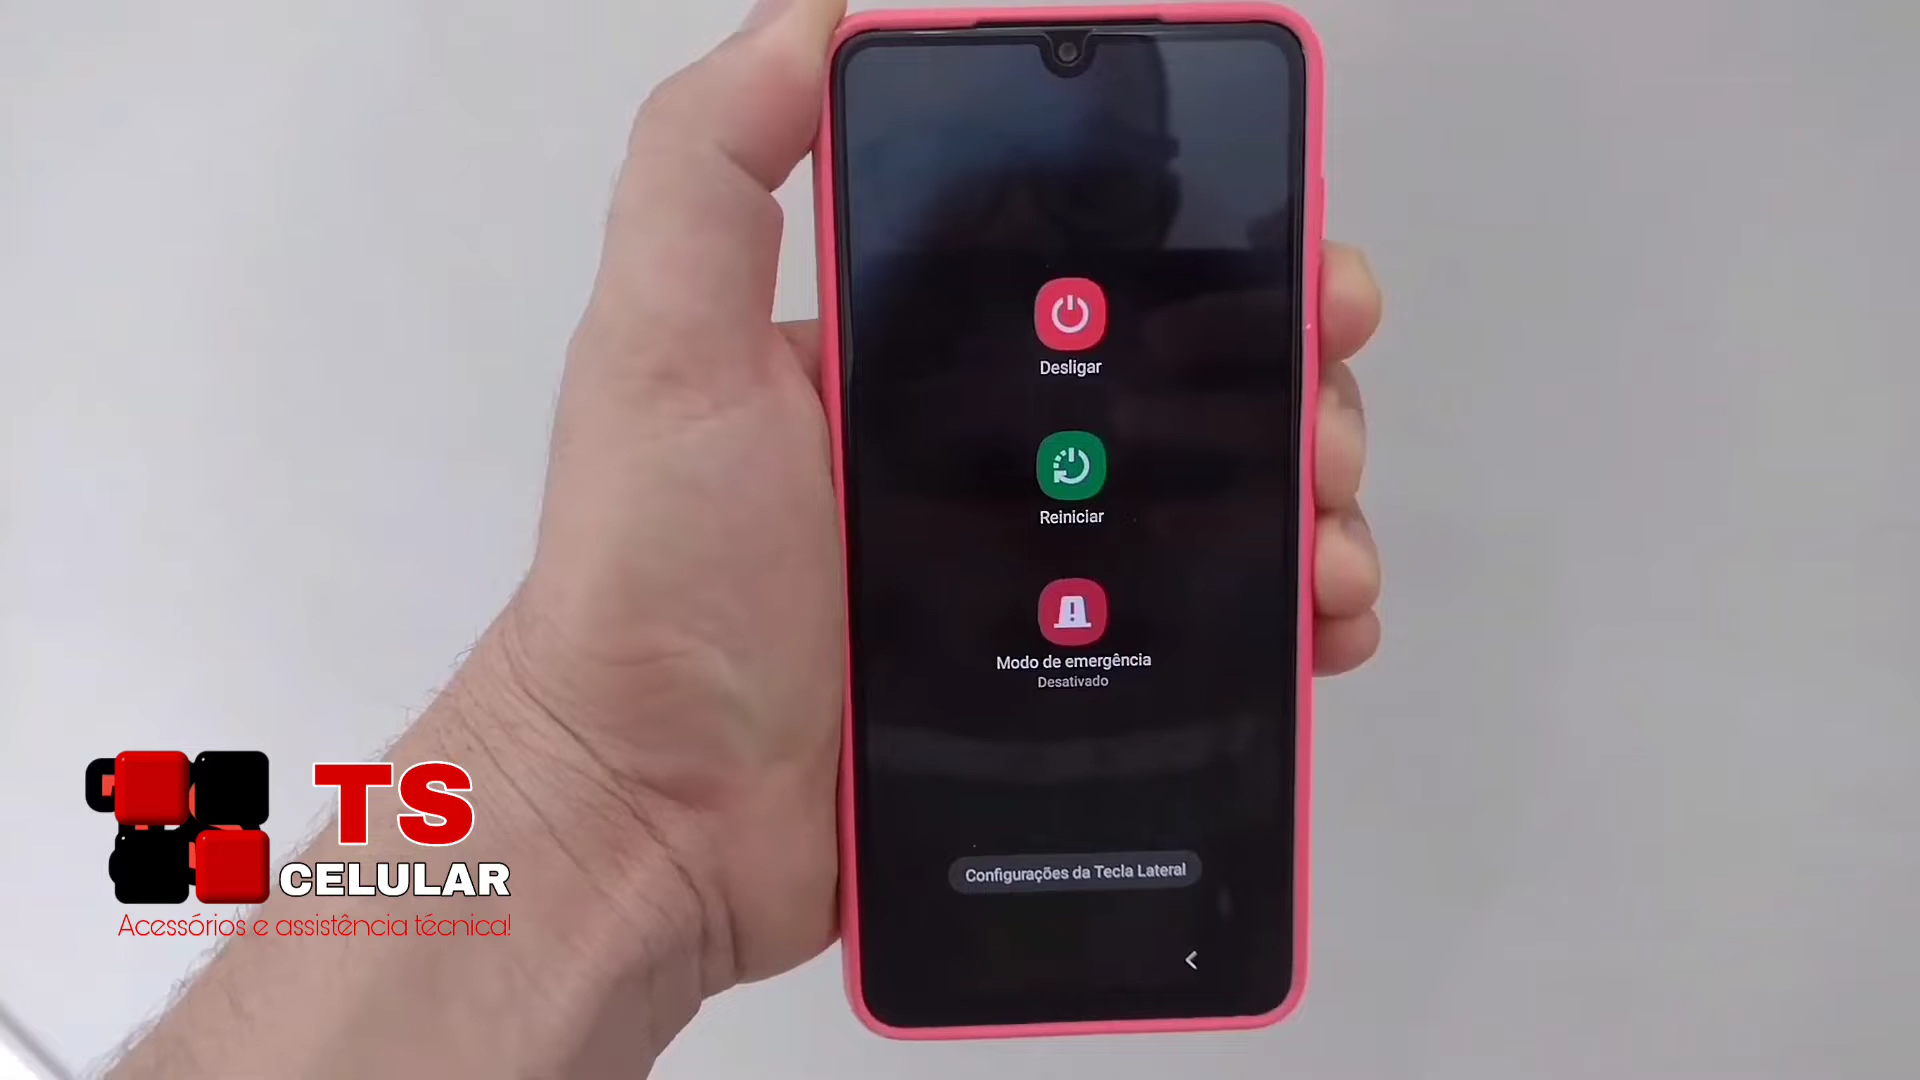 Desligar
Reiniciar
Modo de emergência
Desativado
Configurações da Tecla Lateral
TS
CELULAR
Acessórios e assistência técnica!